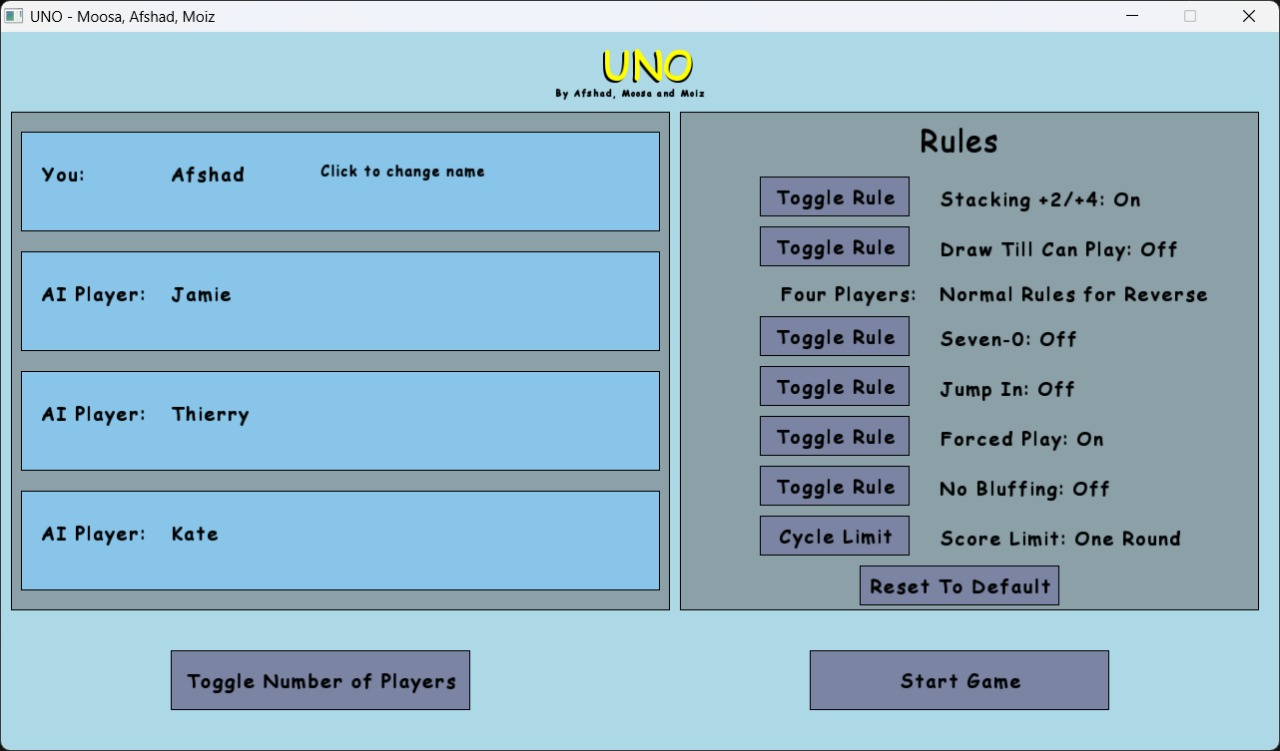 UNO - Moosa, Afshad, Moiz
UNO
By Afshad, Moosa and Moiz
You: Afshad Click to change name
AI Player: Jamie
AI Player: Thierry
AI Player: Kate
Rules
Toggle Rule Stacking +2/+4: On
Toggle Rule Draw Till Can Play: Off
Four Players: Normal Rules for Reverse
Toggle Rule Seven-0: Off
Toggle Rule Jump In: Off
Toggle Rule Forced Play: On
Toggle Rule No Bluffing: Off
Cycle Limit Score Limit: One Round
Reset To Default
Toggle Number of Players
Start Game